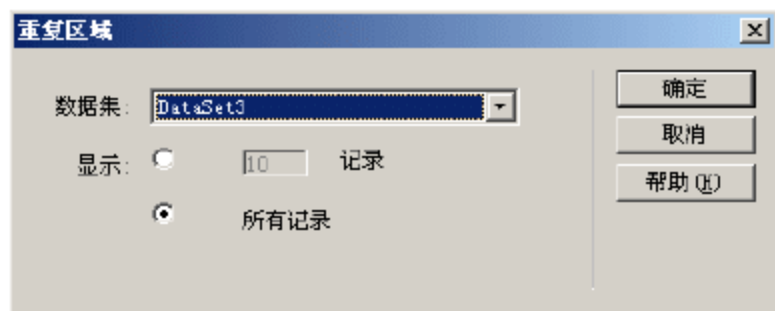 重复区域
数据集: DataSet3
显示: 10 记录
所有记录
确定
取消
帮助(H)